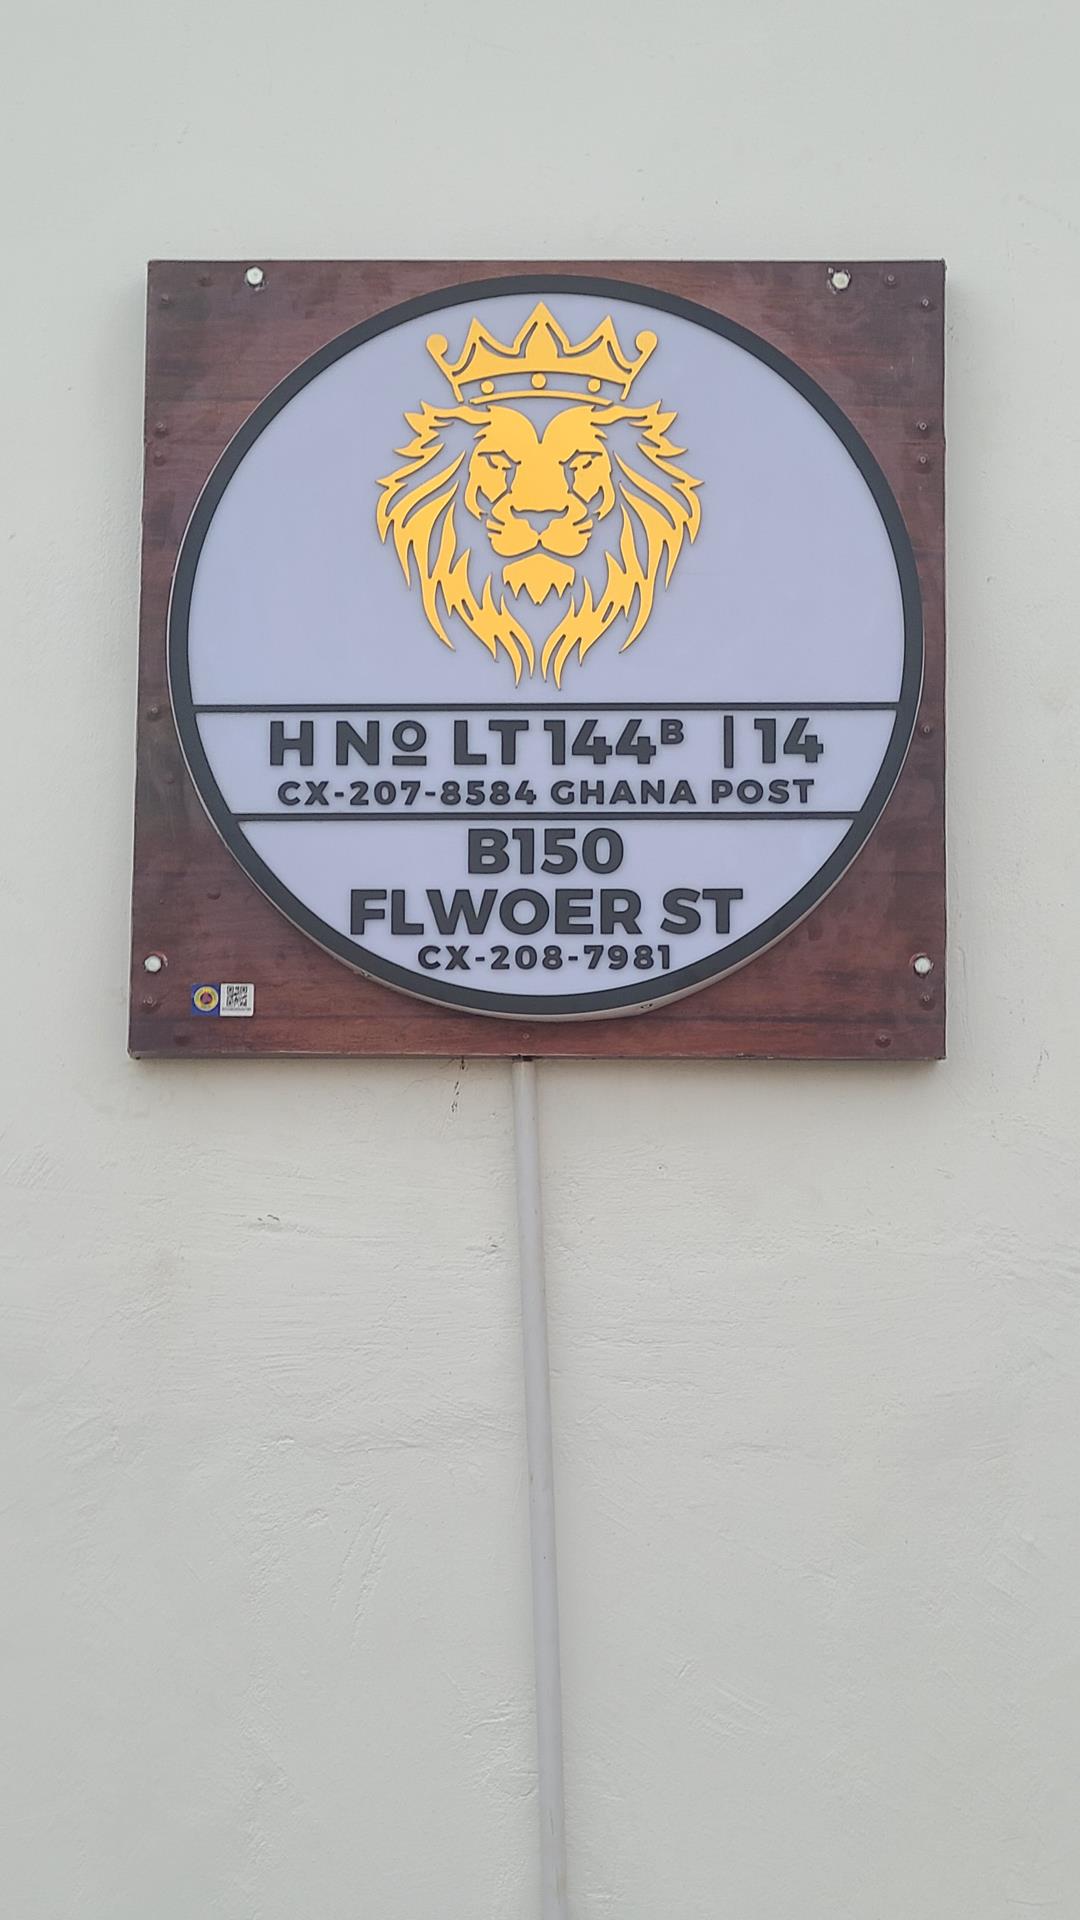 H Nº LT 144ᴮ | 14
CX-207-8584 GHANA POST
B150
FLWOER ST
CX-208-7981